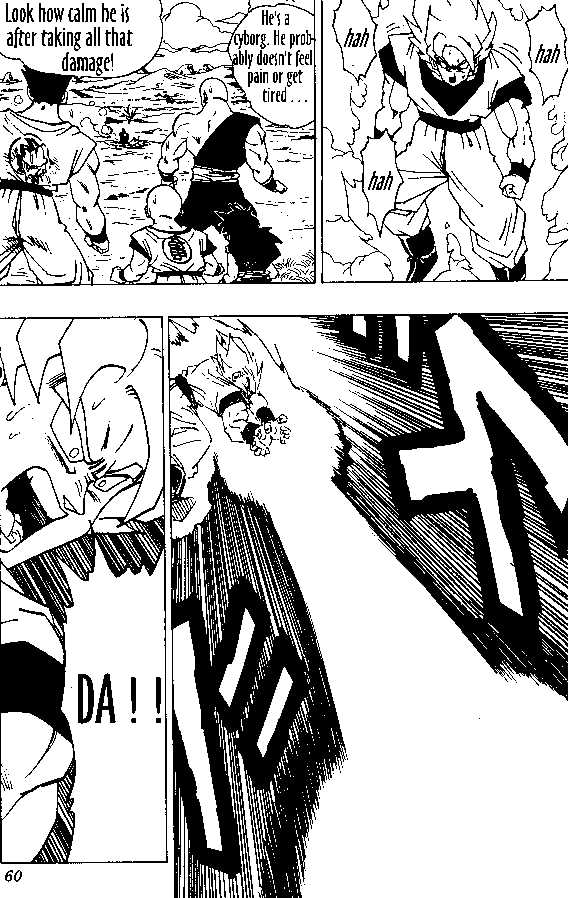 Look how calm he is
after taking all that
damage!
He's a
cyborg. He prob-
ably doesn't feel
pain or get
tired . . .
hah
hah
hah
DA ! !
60